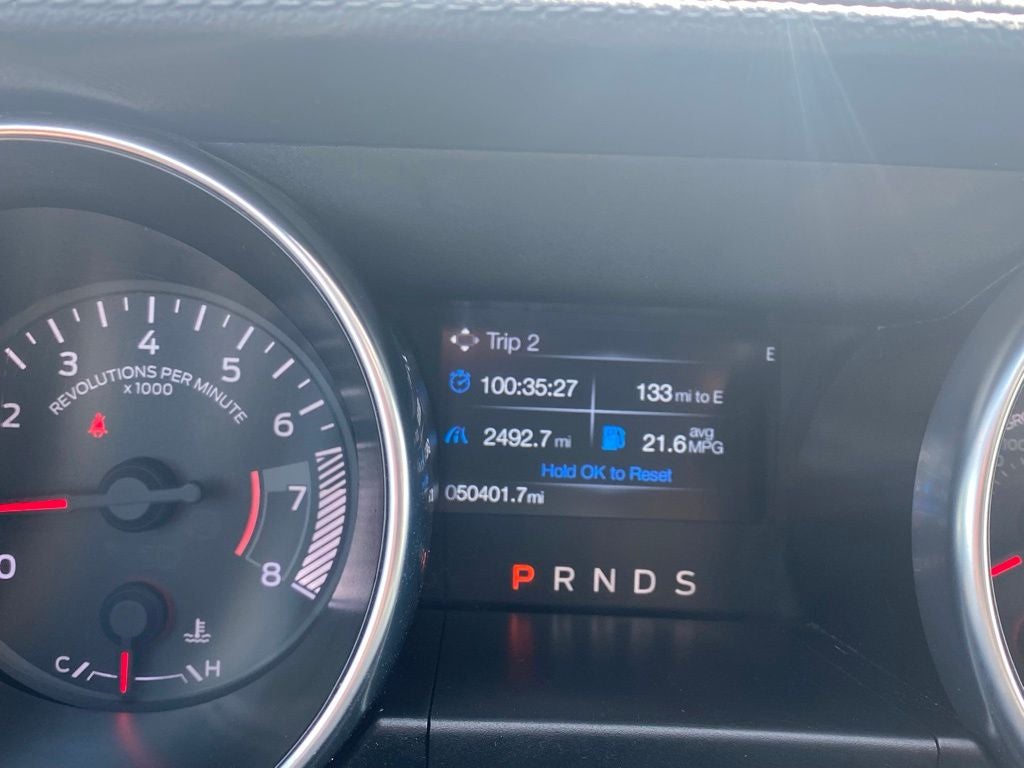 2 3 4 5 6 7 8
0
REVOLUTIONS PER MINUTE
x 1000
C H
Trip 2
E
100:35:27 133 mi to E
2492.7 mi 21.6 avg MPG
Hold OK to Reset
050401.7mi
P R N D S